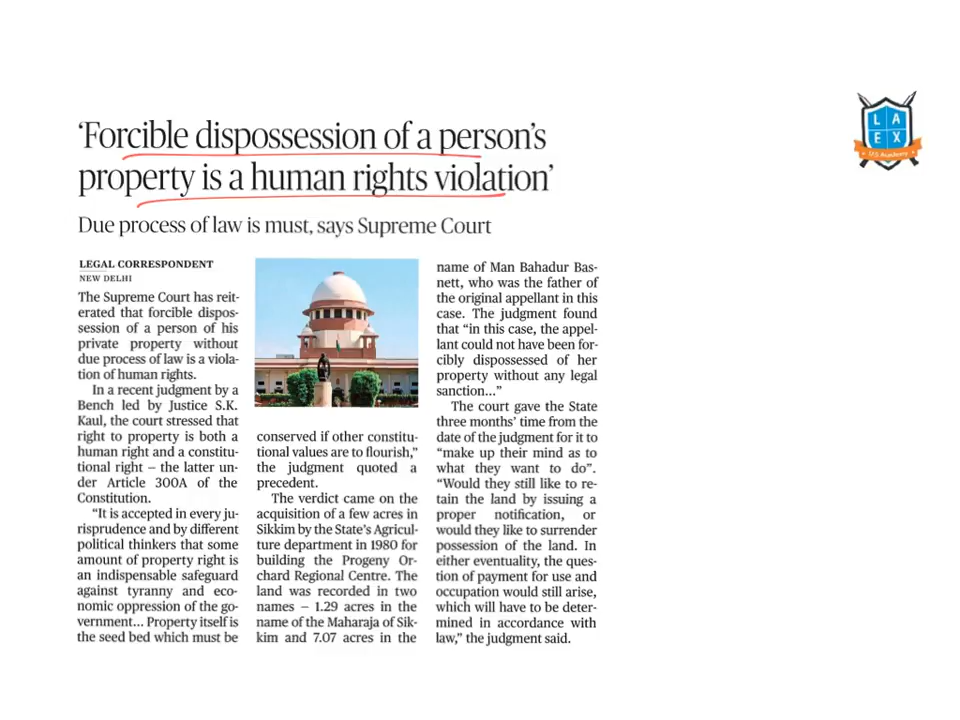 ‘Forcible dispossession of a person’s
property is a human rights violation’
Due process of law is must, says Supreme Court
LEGAL CORRESPONDENT
NEW DELHI
The Supreme Court has reit-
erated that forcible dispos-
session of a person of his
private property without
due process of law is a viola-
tion of human rights.
In a recent judgment by a
Bench led by Justice S.K.
Kaul, the court stressed that
right to property is both a
human right and a constitu-
tional right – the latter un-
der Article 300A of the
Constitution.
“It is accepted in every ju-
risprudence and by different
political thinkers that some
amount of property right is
an indispensable safeguard
against tyranny and eco-
nomic oppression of the go-
vernment... Property itself is
the seed bed which must be
conserved if other constitu-
tional values are to flourish,”
the judgment quoted a
precedent.
The verdict came on the
acquisition of a few acres in
Sikkim by the State’s Agricul-
ture department in 1980 for
building the Progeny Or-
chard Regional Centre. The
land was recorded in two
names – 1.29 acres in the
name of the Maharaja of Sik-
kim and 7.07 acres in the
name of Man Bahadur Bas-
nett, who was the father of
the original appellant in this
case. The judgment found
that “in this case, the appel-
lant could not have been for-
cibly dispossessed of her
property without any legal
sanction...”
The court gave the State
three months’ time from the
date of the judgment for it to
“make up their mind as to
what they want to do”.
“Would they still like to re-
tain the land by issuing a
proper notification, or
would they like to surrender
possession of the land. In
either eventuality, the ques-
tion of payment for use and
occupation would still arise,
which will have to be deter-
mined in accordance with
law,” the judgment said.
L A
E X
IAS Academy